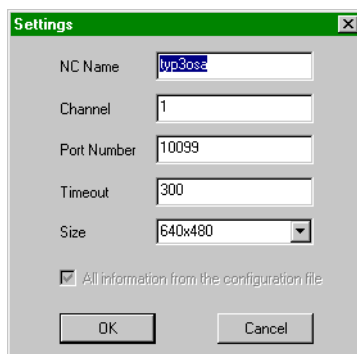 Settings
NC Name typ3osa
Channel 1
Port Number 10099
Timeout 300
Size 640x480
All information from the configuration file
OK Cancel